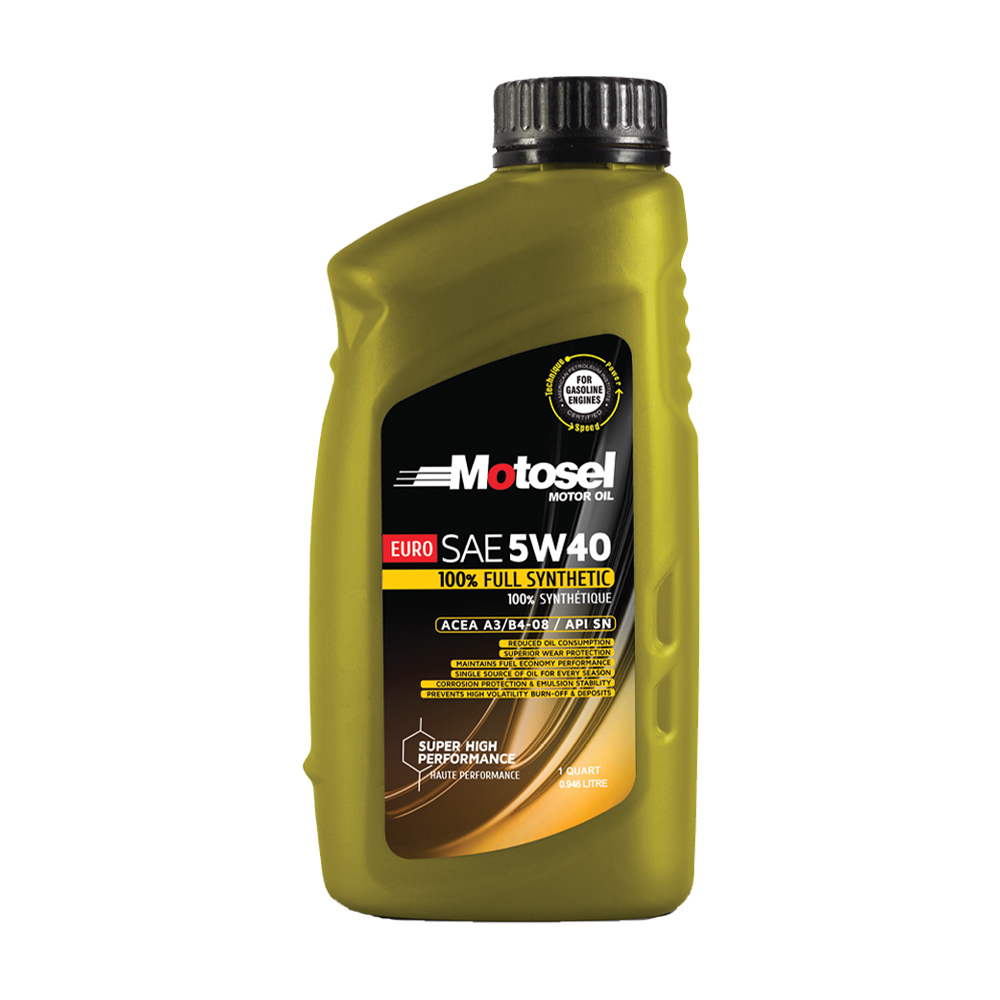 Technique
Power
Speed
AMERICAN PETROLEUM INSTITUTE
FOR
GASOLINE
ENGINES
CERTIFIED
Motosel
MOTOR OIL
EURO SAE 5W40
100% FULL SYNTHETIC
100% SYNTHÉTIQUE
ACEA A3/B4-08 / API SN
REDUCED OIL CONSUMPTION
SUPERIOR WEAR PROTECTION
MAINTAINS FUEL ECONOMY PERFORMANCE
SINGLE SOURCE OF OIL FOR EVERY SEASON
CORROSION PROTECTION & EMULSION STABILITY
PREVENTS HIGH VOLATILITY BURN-OFF & DEPOSITS
SUPER HIGH
PERFORMANCE
HAUTE PERFORMANCE
1 QUART
0.946 LITRE